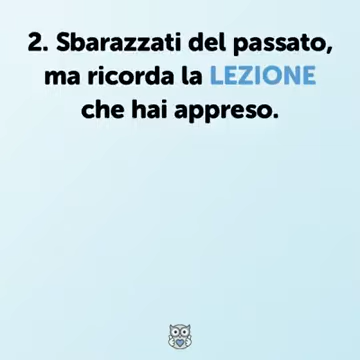 2. Sbarazzati del passato,
ma ricorda la LEZIONE
che hai appreso.